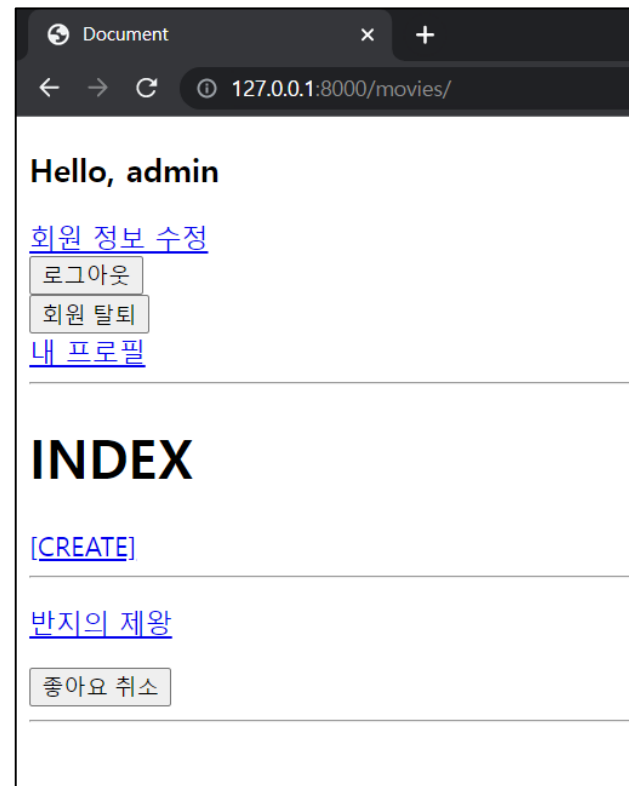 Document
127.0.0.1:8000/movies/
Hello, admin
회원 정보 수정
로그아웃
회원 탈퇴
내 프로필
INDEX
[CREATE]
반지의 제왕
좋아요 취소